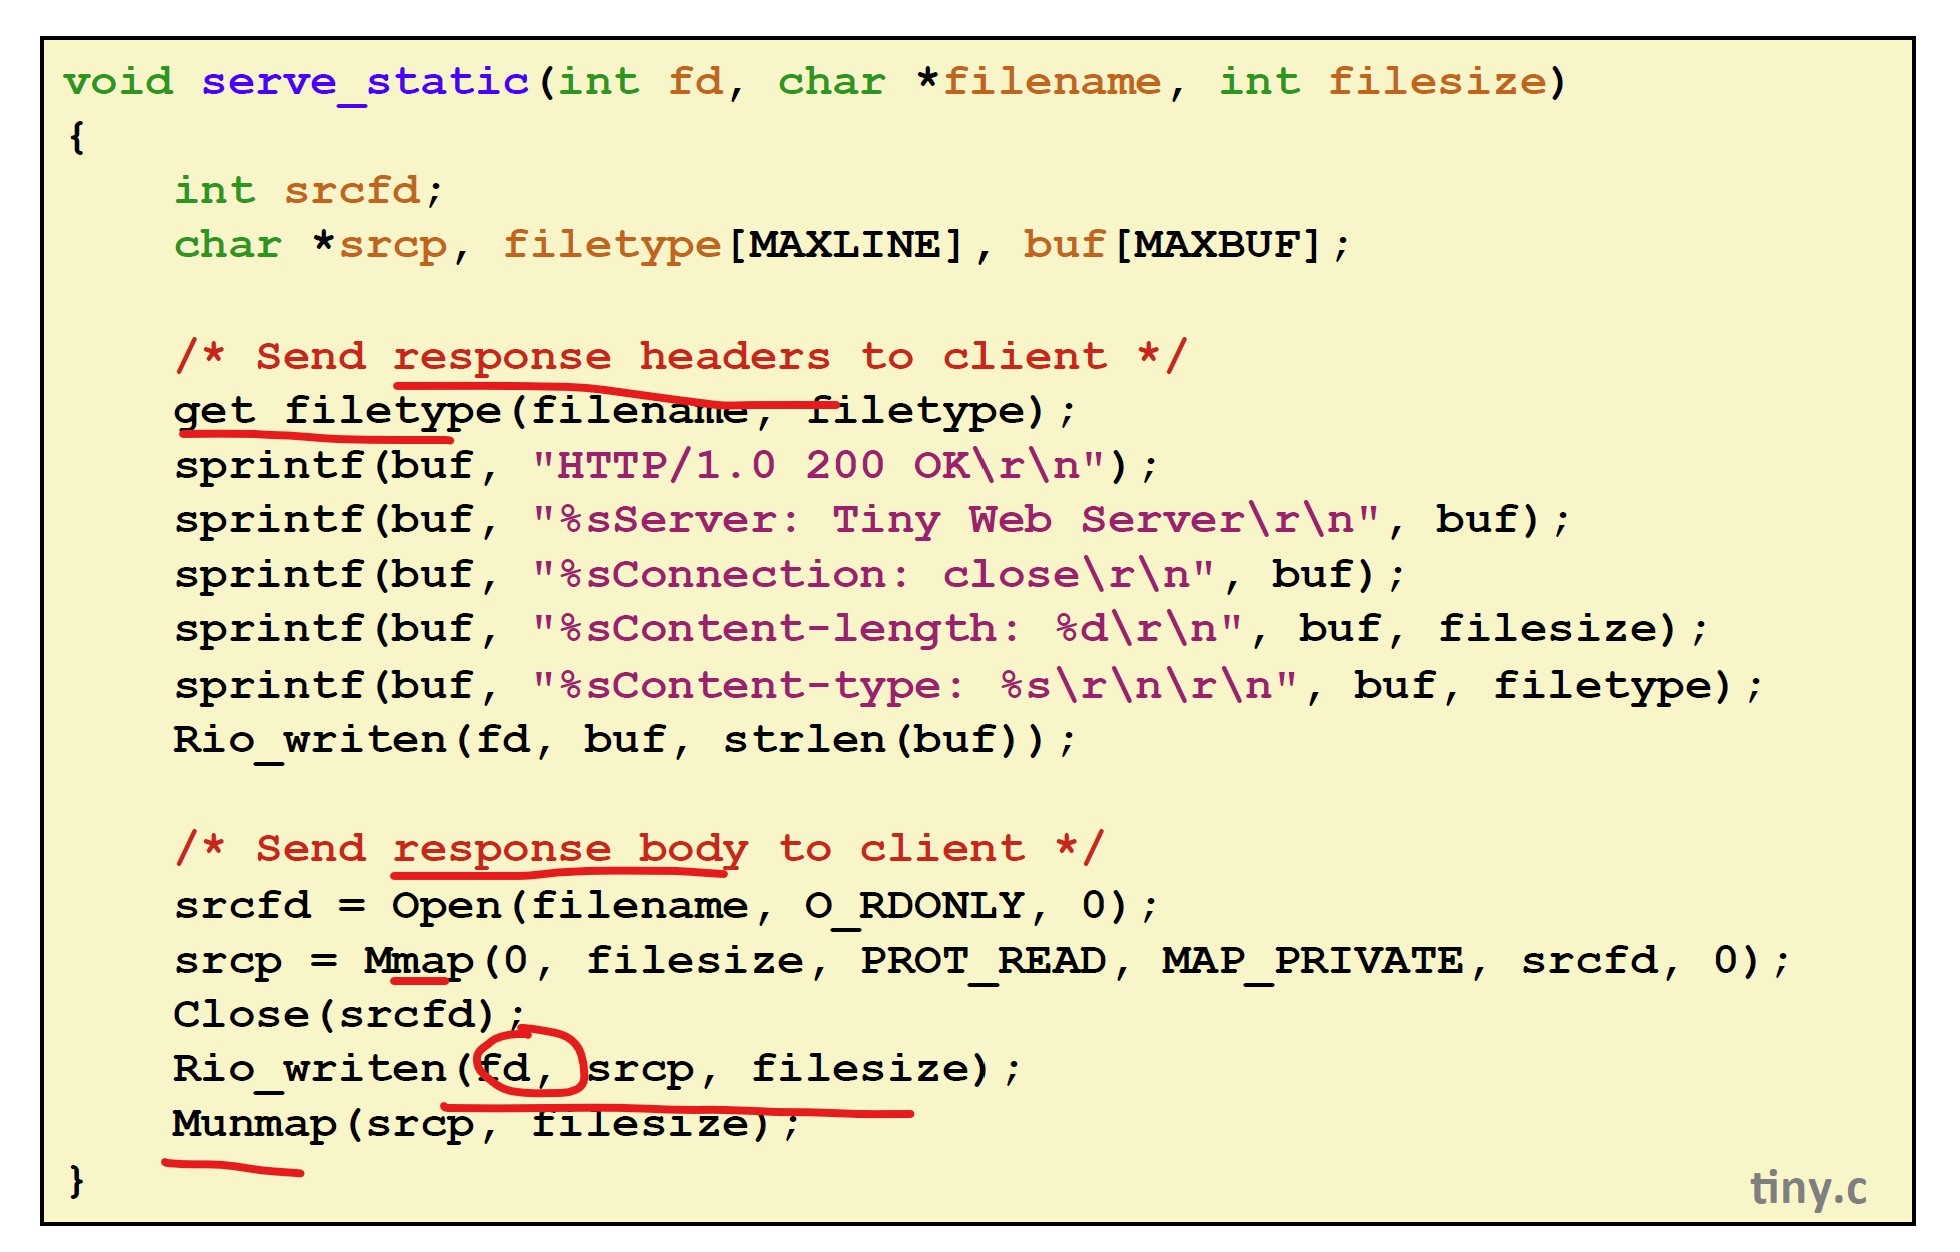 void serve_static(int fd, char *filename, int filesize)
{
    int srcfd;
    char *srcp, filetype[MAXLINE], buf[MAXBUF];

    /* Send response headers to client */
    get_filetype(filename, filetype);
    sprintf(buf, "HTTP/1.0 200 OK\r\n");
    sprintf(buf, "%sServer: Tiny Web Server\r\n", buf);
    sprintf(buf, "%sConnection: close\r\n", buf);
    sprintf(buf, "%sContent-length: %d\r\n", buf, filesize);
    sprintf(buf, "%sContent-type: %s\r\n\r\n", buf, filetype);
    Rio_writen(fd, buf, strlen(buf));

    /* Send response body to client */
    srcfd = Open(filename, O_RDONLY, 0);
    srcp = Mmap(0, filesize, PROT_READ, MAP_PRIVATE, srcfd, 0);
    Close(srcfd);
    Rio_writen(fd, srcp, filesize);
    Munmap(srcp, filesize);
}
tiny.c